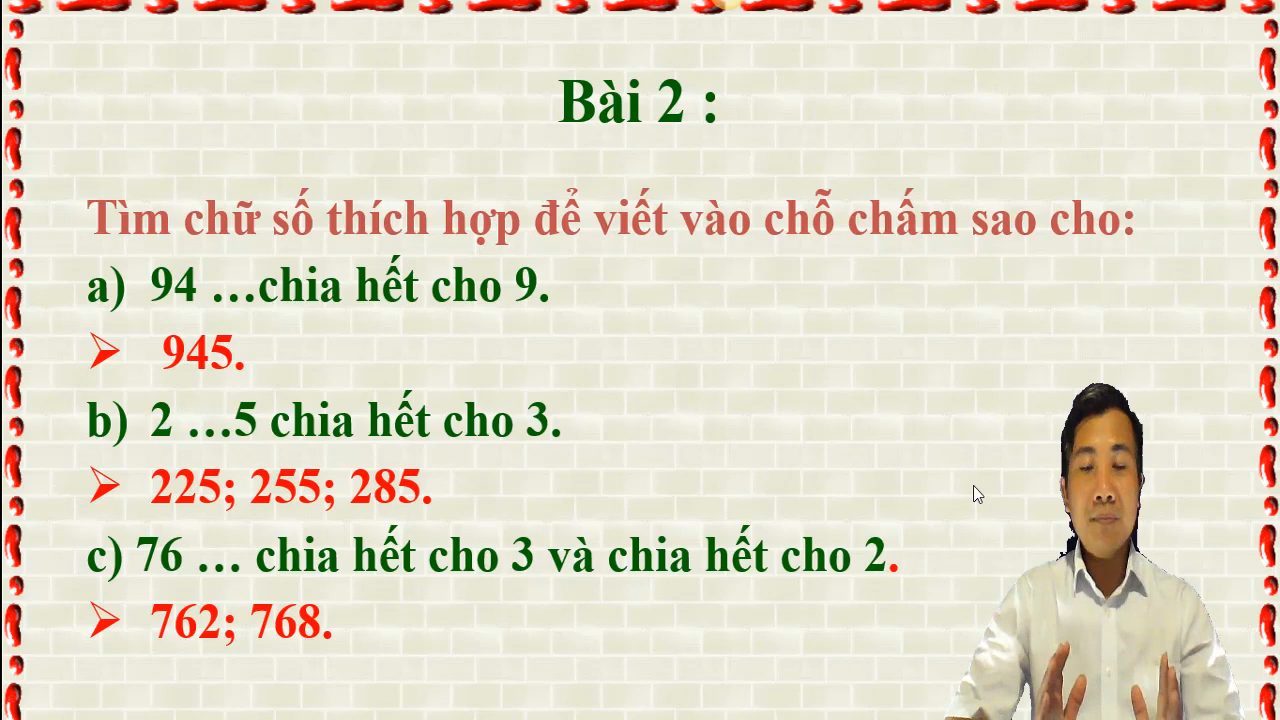 Bài 2 :
Tìm chữ số thích hợp để viết vào chỗ chấm sao cho:
a) 94 …chia hết cho 9.
945.
b) 2 …5 chia hết cho 3.
225; 255; 285.
c) 76 … chia hết cho 3 và chia hết cho 2.
762; 768.